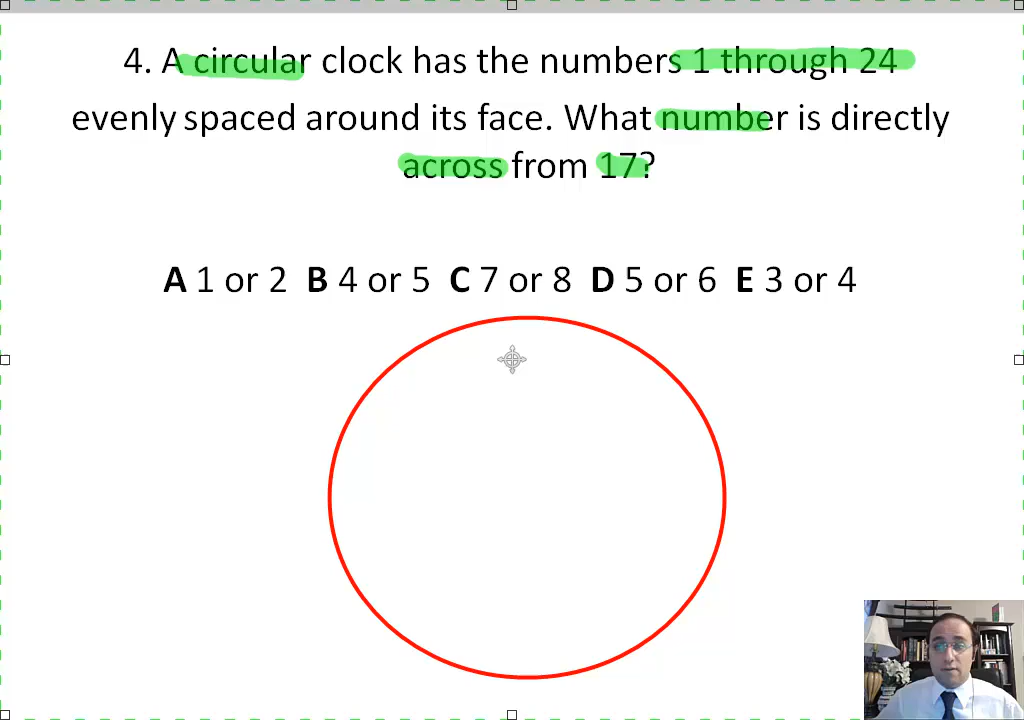 4. A circular clock has the numbers 1 through 24
evenly spaced around its face. What number is directly
across from 17?
A 1 or 2 B 4 or 5 C 7 or 8 D 5 or 6 E 3 or 4